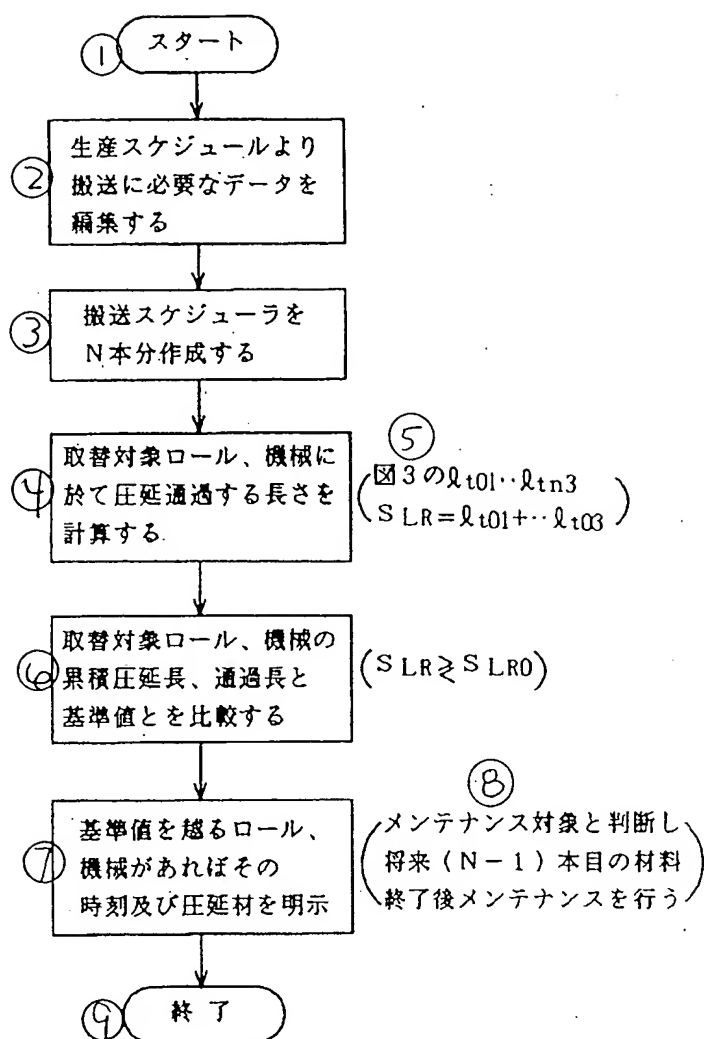 ① スタート
② 生産スケジュールより
搬送に必要なデータを
編集する
③ 搬送スケジューラを
N本分作成する
④ 取替対象ロール、機械に
於て圧延通過する長さを
計算する
⑤
図3のℓt01‥ℓtn3
SLR=ℓt01+‥ℓt03
⑥ 取替対象ロール、機械の
累積圧延長、通過長と
基準値とを比較する
(SLR≷SLR0)
⑦ 基準値を越るロール、
機械があればその
時刻及び圧延材を明示
⑧
メンテナンス対象と判断し
将来(N-1)本目の材料
終了後メンテナンスを行う
⑨ 終了